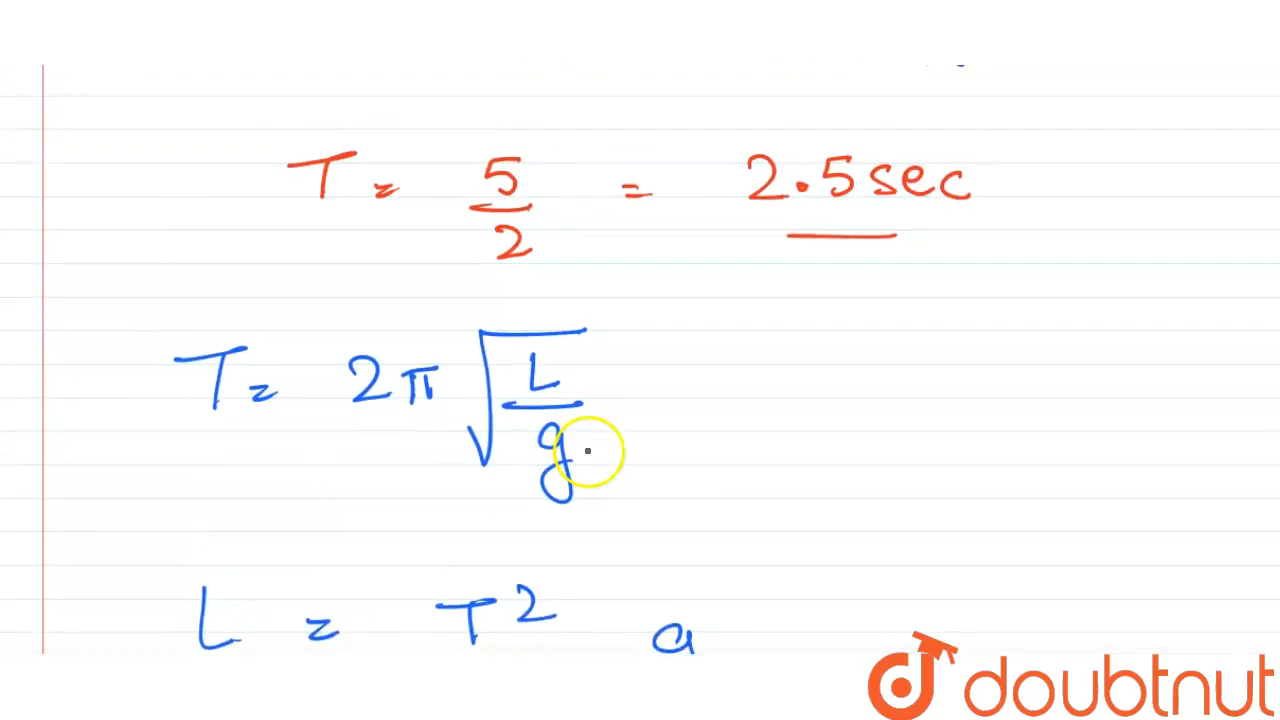 T = 5/2 = 2.5 sec
T = 2π √(L/g)
L = T²
doubtnut